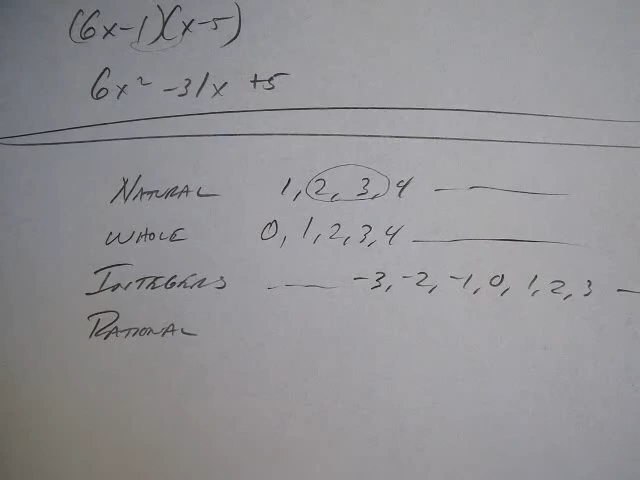 (6x-1)(x-5)
6x² -31x +5
NATURAL 1, 2, 3, 4 ———
WHOLE 0, 1, 2, 3, 4 ———
INTEGERS ——— -3, -2, -1, 0, 1, 2, 3 —
RATIONAL